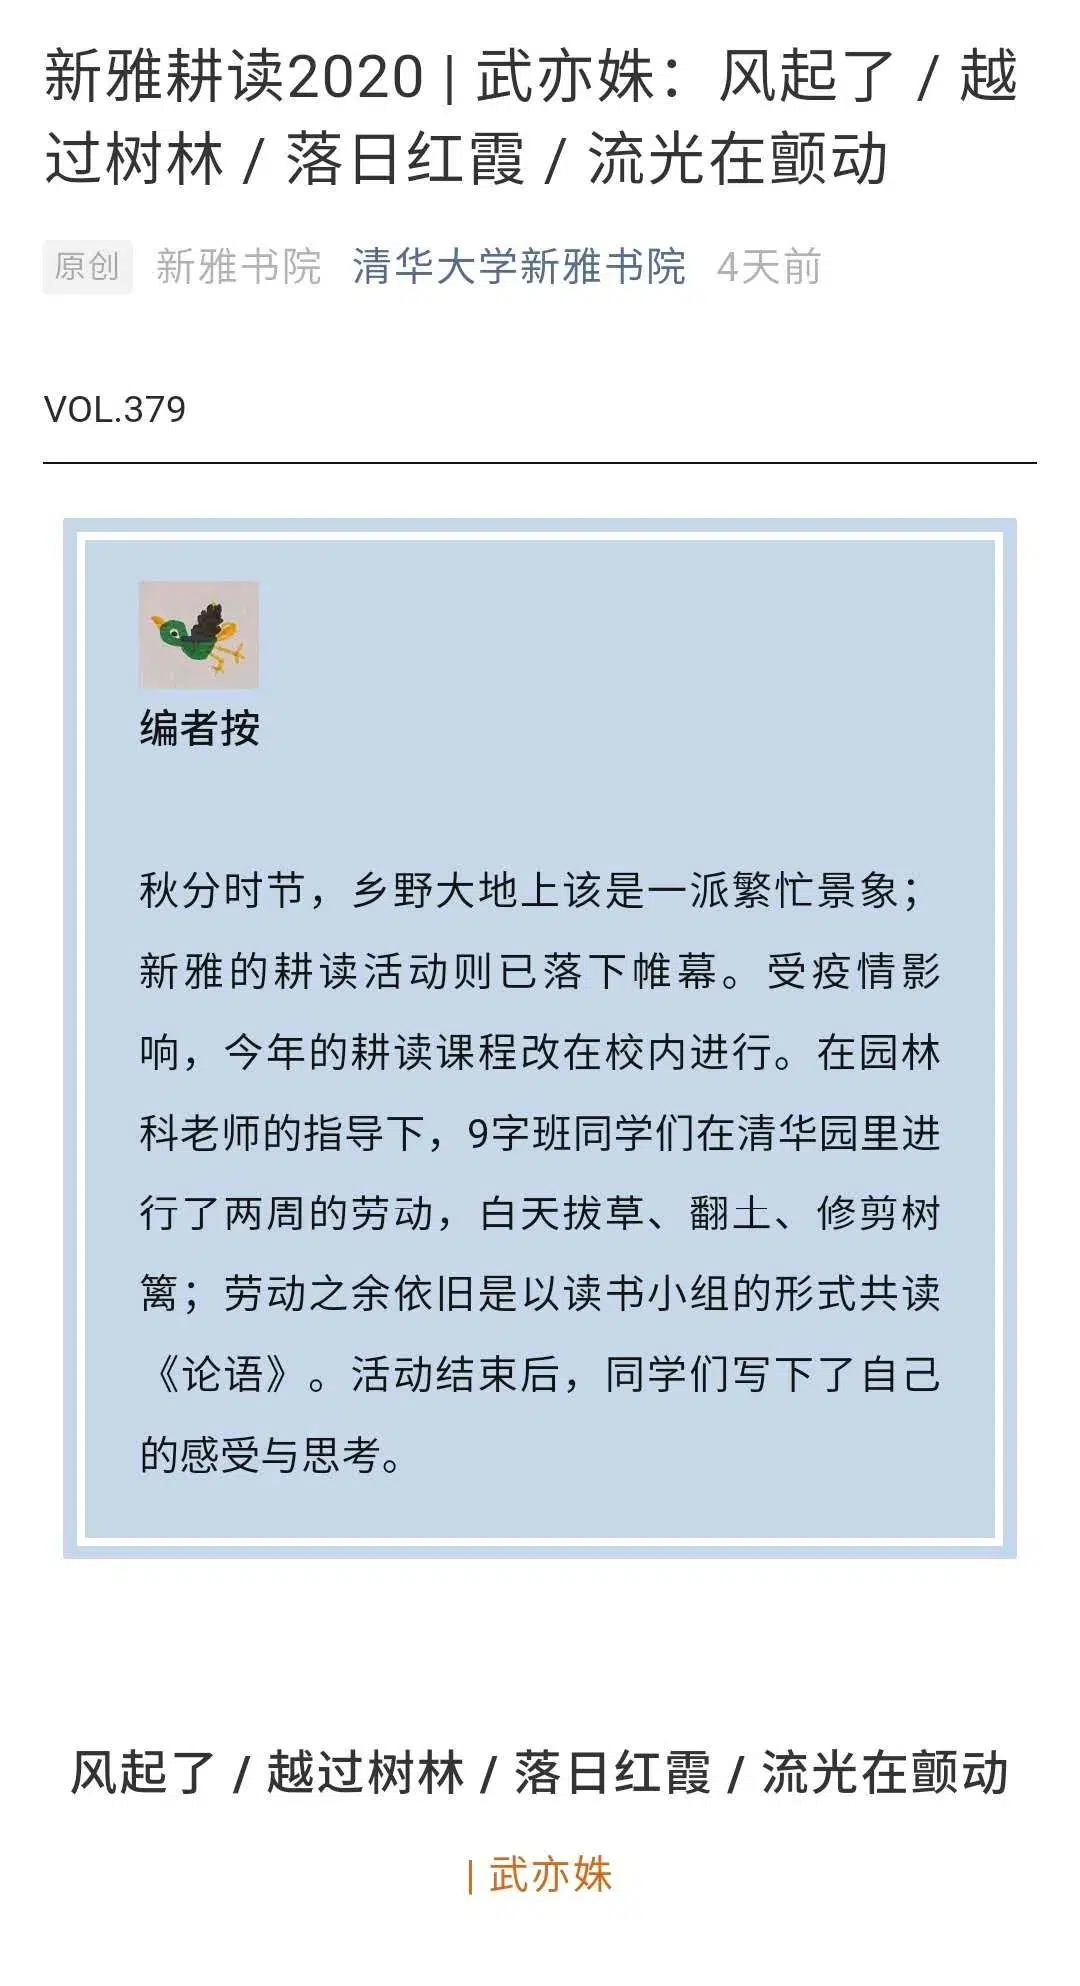 新雅耕读2020 | 武亦姝：风起了 / 越
过树林 / 落日红霞 / 流光在颤动
原创 新雅书院 清华大学新雅书院 4天前
VOL.379
编者按
秋分时节，乡野大地上该是一派繁忙景象；
新雅的耕读活动则已落下帷幕。受疫情影
响，今年的耕读课程改在校内进行。在园林
科老师的指导下，9字班同学们在清华园里进
行了两周的劳动，白天拔草、翻土、修剪树
篱；劳动之余依旧是以读书小组的形式共读
《论语》。活动结束后，同学们写下了自己
的感受与思考。
风起了 / 越过树林 / 落日红霞 / 流光在颤动
| 武亦姝